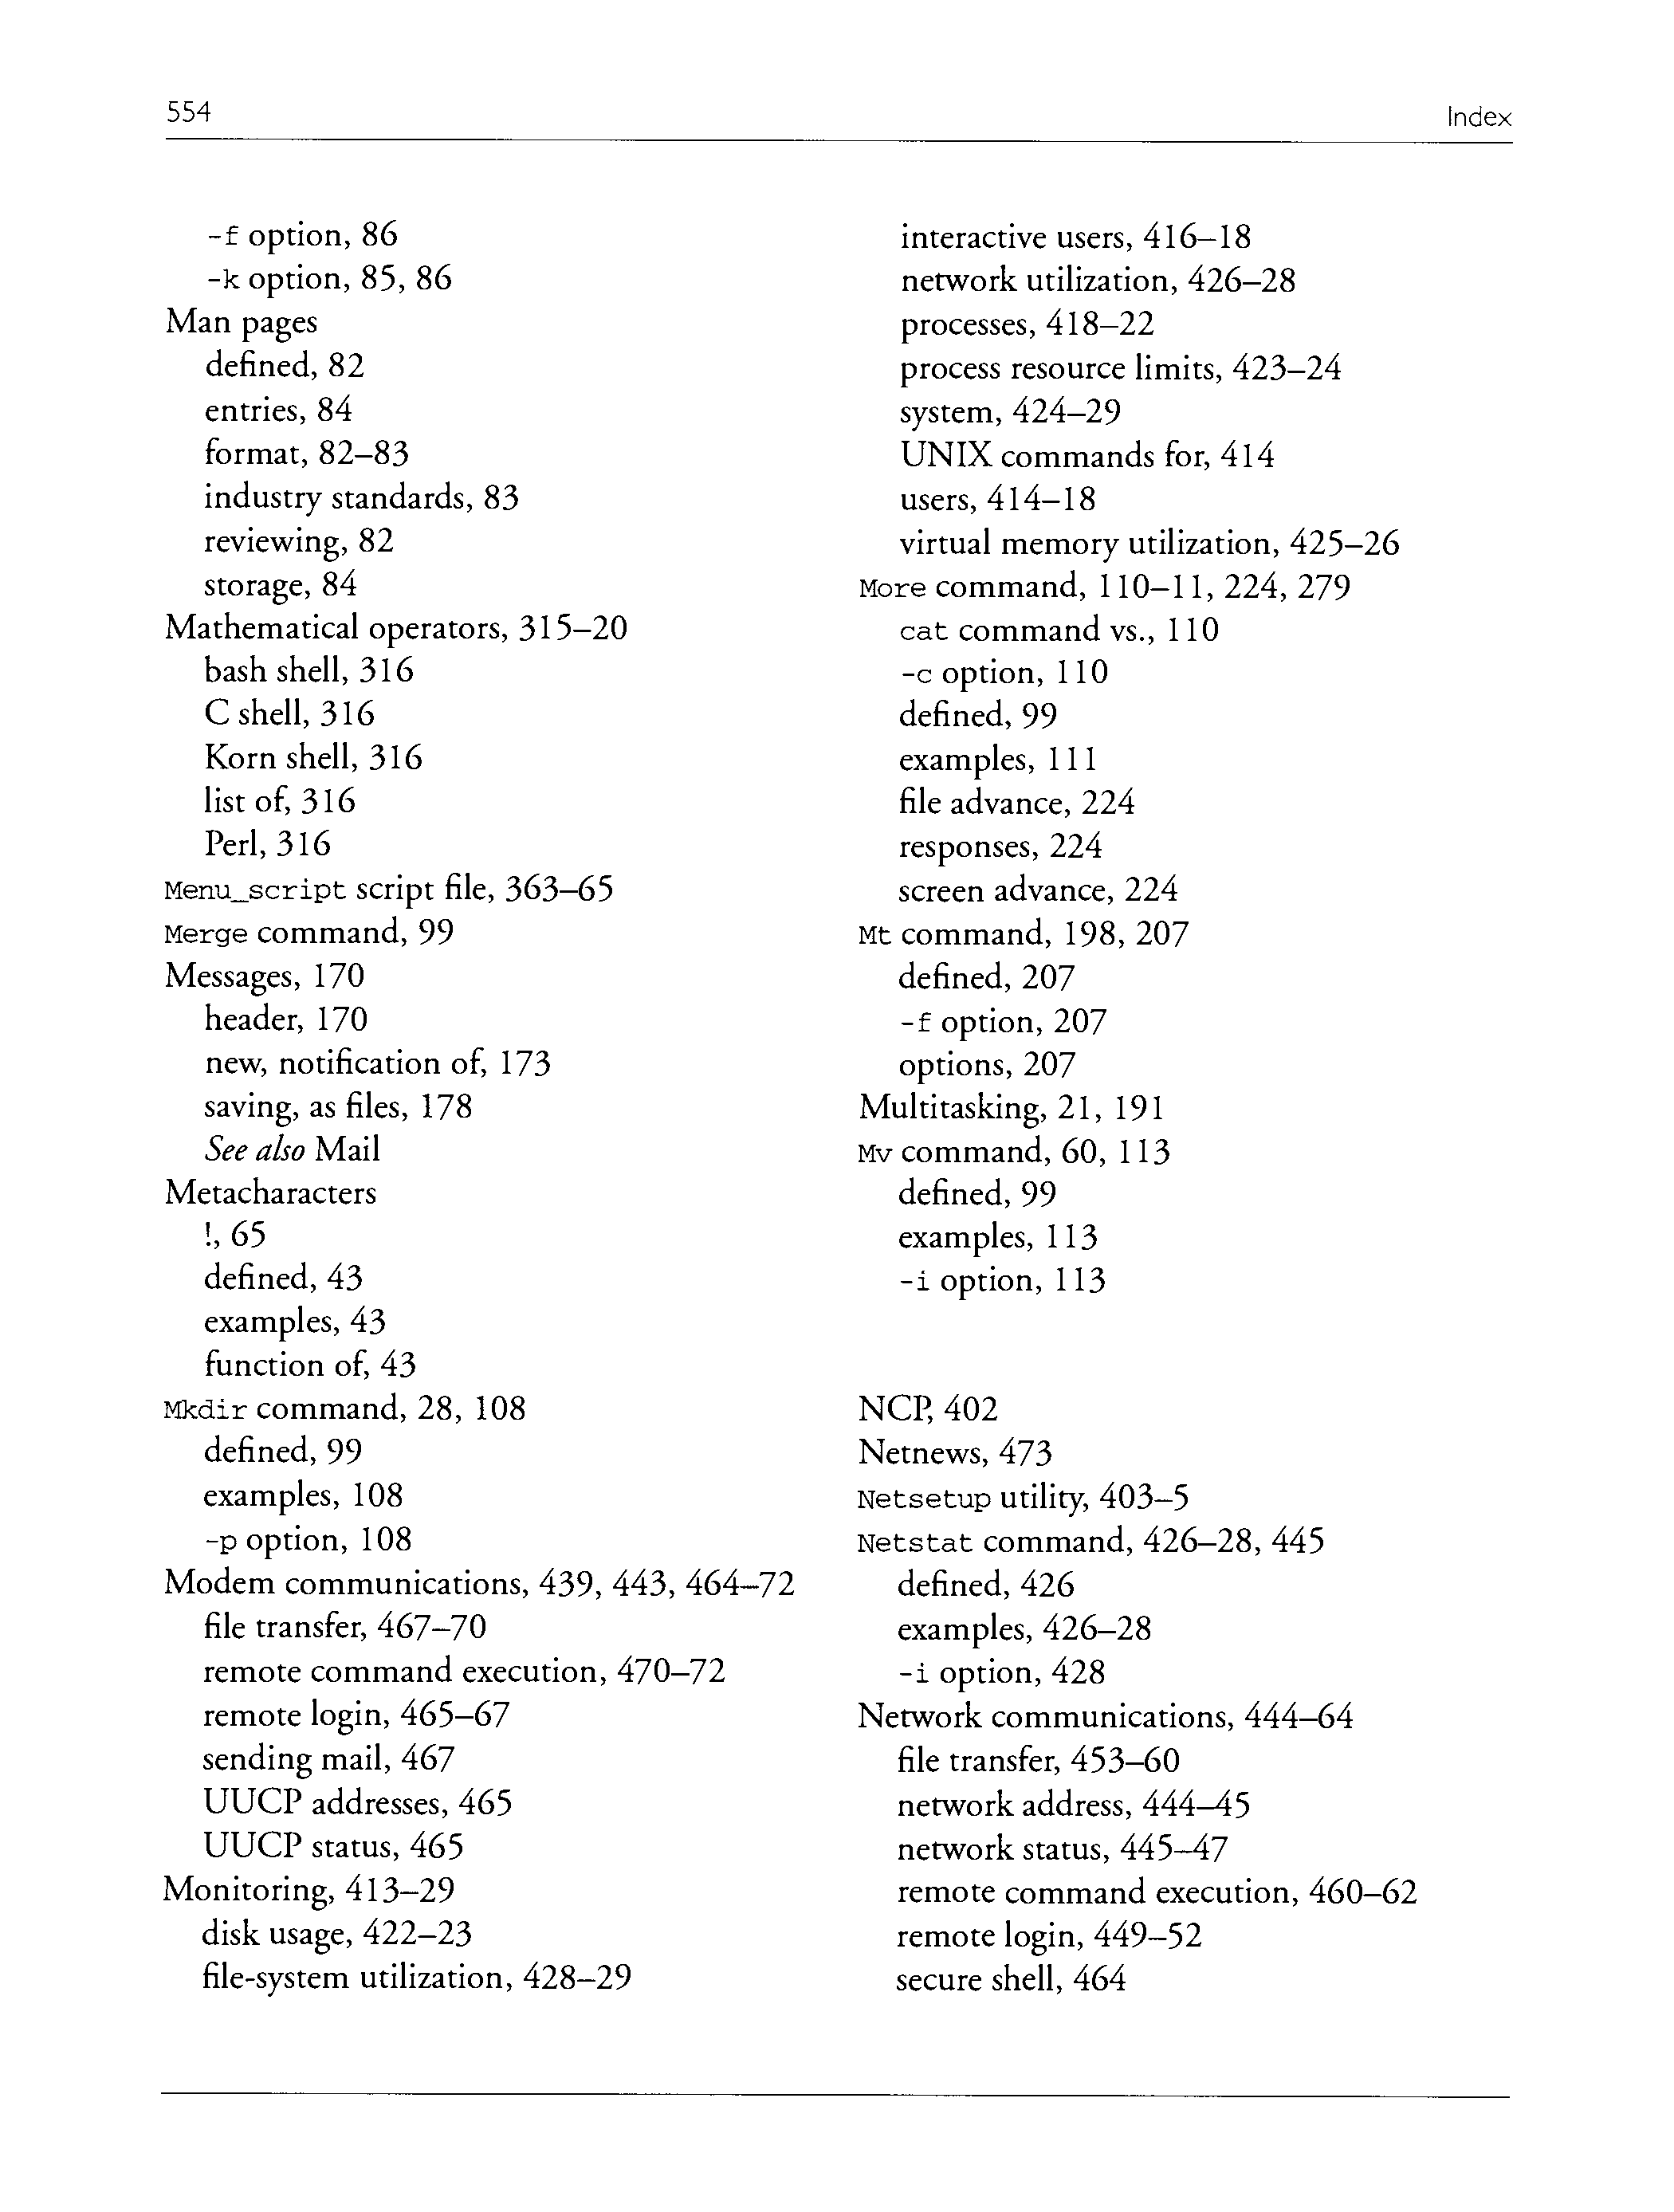 554
Index
-f option, 86
-k option, 85, 86
Man pages
defined, 82
entries, 84
format, 82–83
industry standards, 83
reviewing, 82
storage, 84
Mathematical operators, 315–20
bash shell, 316
C shell, 316
Korn shell, 316
list of, 316
Perl, 316
Menu_script script file, 363–65
Merge command, 99
Messages, 170
header, 170
new, notification of, 173
saving, as files, 178
See also Mail
Metacharacters
!, 65
defined, 43
examples, 43
function of, 43
Mkdir command, 28, 108
defined, 99
examples, 108
-p option, 108
Modem communications, 439, 443, 464–72
file transfer, 467–70
remote command execution, 470–72
remote login, 465–67
sending mail, 467
UUCP addresses, 465
UUCP status, 465
Monitoring, 413–29
disk usage, 422–23
file-system utilization, 428–29
interactive users, 416–18
network utilization, 426–28
processes, 418–22
process resource limits, 423–24
system, 424–29
UNIX commands for, 414
users, 414–18
virtual memory utilization, 425–26
More command, 110–11, 224, 279
cat command vs., 110
-c option, 110
defined, 99
examples, 111
file advance, 224
responses, 224
screen advance, 224
Mt command, 198, 207
defined, 207
-f option, 207
options, 207
Multitasking, 21, 191
Mv command, 60, 113
defined, 99
examples, 113
-i option, 113
NCP, 402
Netnews, 473
Netsetup utility, 403–5
Netstat command, 426–28, 445
defined, 426
examples, 426–28
-i option, 428
Network communications, 444–64
file transfer, 453–60
network address, 444–45
network status, 445–47
remote command execution, 460–62
remote login, 449–52
secure shell, 464